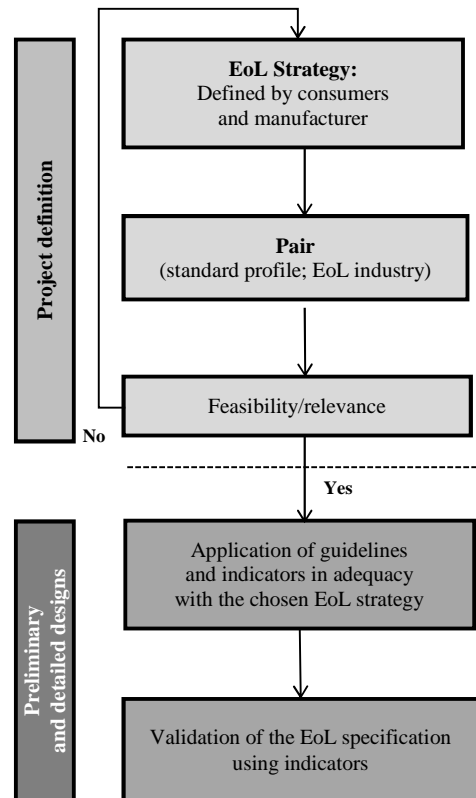 EoL Strategy:
Defined by consumers
and manufacturer
Project definition
Pair
(standard profile; EoL industry)
Feasibility/relevance
No
Yes
Application of guidelines
and indicators in adequacy
with the chosen EoL strategy
Preliminary
and detailed designs
Validation of the EoL specification
using indicators